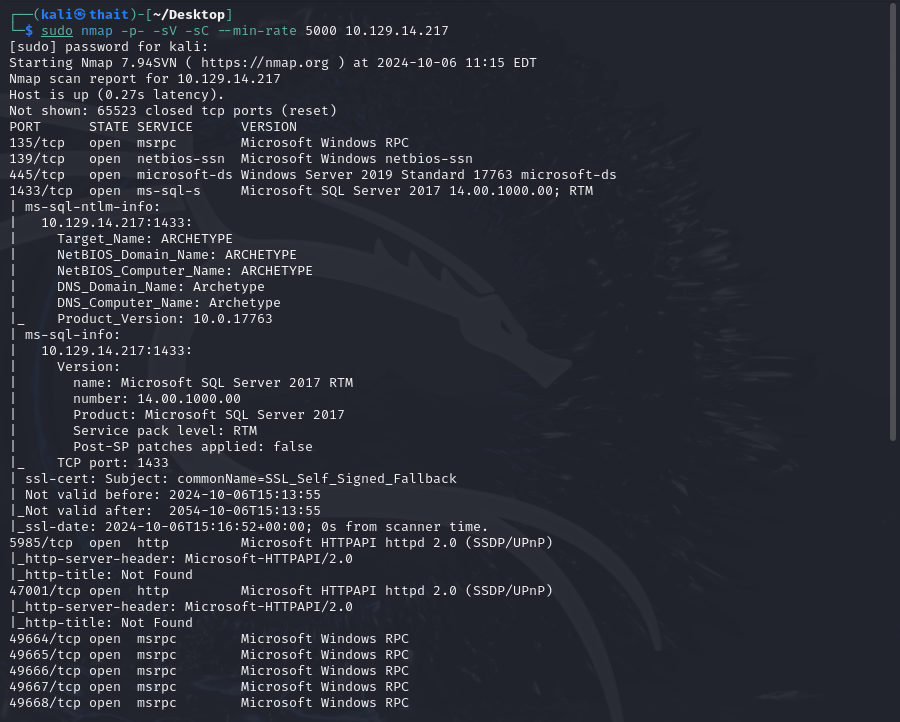 ┌──(kali㉿thait)-[~/Desktop]
└─$ sudo nmap -p- -sV -sC --min-rate 5000 10.129.14.217
[sudo] password for kali:
Starting Nmap 7.94SVN ( https://nmap.org ) at 2024-10-06 11:15 EDT
Nmap scan report for 10.129.14.217
Host is up (0.27s latency).
Not shown: 65523 closed tcp ports (reset)
PORT      STATE SERVICE      VERSION
135/tcp   open  msrpc        Microsoft Windows RPC
139/tcp   open  netbios-ssn  Microsoft Windows netbios-ssn
445/tcp   open  microsoft-ds Windows Server 2019 Standard 17763 microsoft-ds
1433/tcp  open  ms-sql-s     Microsoft SQL Server 2017 14.00.1000.00; RTM
| ms-sql-ntlm-info:
|   10.129.14.217:1433:
|     Target_Name: ARCHETYPE
|     NetBIOS_Domain_Name: ARCHETYPE
|     NetBIOS_Computer_Name: ARCHETYPE
|     DNS_Domain_Name: Archetype
|     DNS_Computer_Name: Archetype
|_    Product_Version: 10.0.17763
| ms-sql-info:
|   10.129.14.217:1433:
|     Version:
|       name: Microsoft SQL Server 2017 RTM
|       number: 14.00.1000.00
|       Product: Microsoft SQL Server 2017
|       Service pack level: RTM
|       Post-SP patches applied: false
|_    TCP port: 1433
| ssl-cert: Subject: commonName=SSL_Self_Signed_Fallback
| Not valid before: 2024-10-06T15:13:55
|_Not valid after:  2054-10-06T15:13:55
|_ssl-date: 2024-10-06T15:16:52+00:00; 0s from scanner time.
5985/tcp  open  http         Microsoft HTTPAPI httpd 2.0 (SSDP/UPnP)
|_http-server-header: Microsoft-HTTPAPI/2.0
|_http-title: Not Found
47001/tcp open  http         Microsoft HTTPAPI httpd 2.0 (SSDP/UPnP)
|_http-server-header: Microsoft-HTTPAPI/2.0
|_http-title: Not Found
49664/tcp open  msrpc        Microsoft Windows RPC
49665/tcp open  msrpc        Microsoft Windows RPC
49666/tcp open  msrpc        Microsoft Windows RPC
49667/tcp open  msrpc        Microsoft Windows RPC
49668/tcp open  msrpc        Microsoft Windows RPC